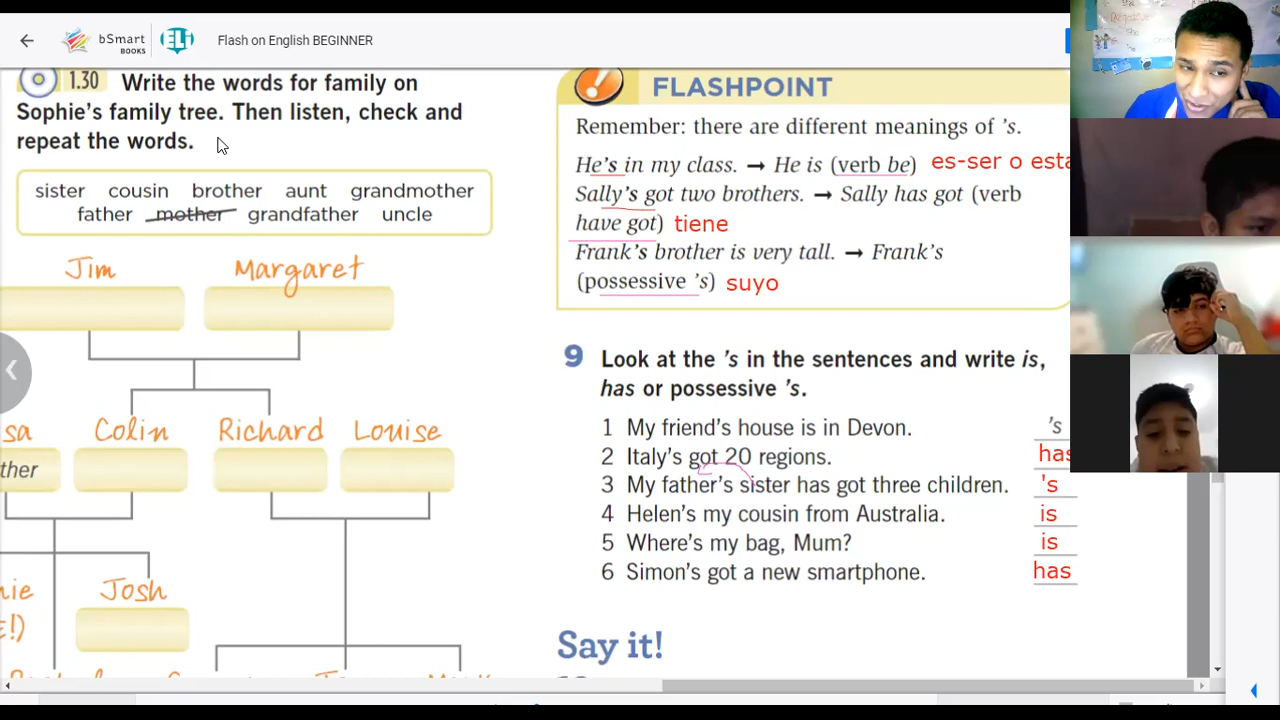 bSmart BOOKS ELi Flash on English BEGINNER
1.30 Write the words for family on
Sophie's family tree. Then listen, check and
repeat the words.
sister cousin brother aunt grandmother
father mother grandfather uncle
Jim Margaret
sa Colin Richard Louise
ther
nie Josh
E!)
FLASHPOINT
Remember: there are different meanings of 's.
He's in my class. → He is (verb be) es-ser o esta
Sally's got two brothers. → Sally has got (verb
have got) tiene
Frank's brother is very tall. → Frank's
(possessive 's) suyo
9 Look at the 's in the sentences and write is,
has or possessive 's.
1 My friend's house is in Devon. 's
2 Italy's got 20 regions. has
3 My father's sister has got three children. 's
4 Helen's my cousin from Australia. is
5 Where's my bag, Mum? is
6 Simon's got a new smartphone. has
Say it!